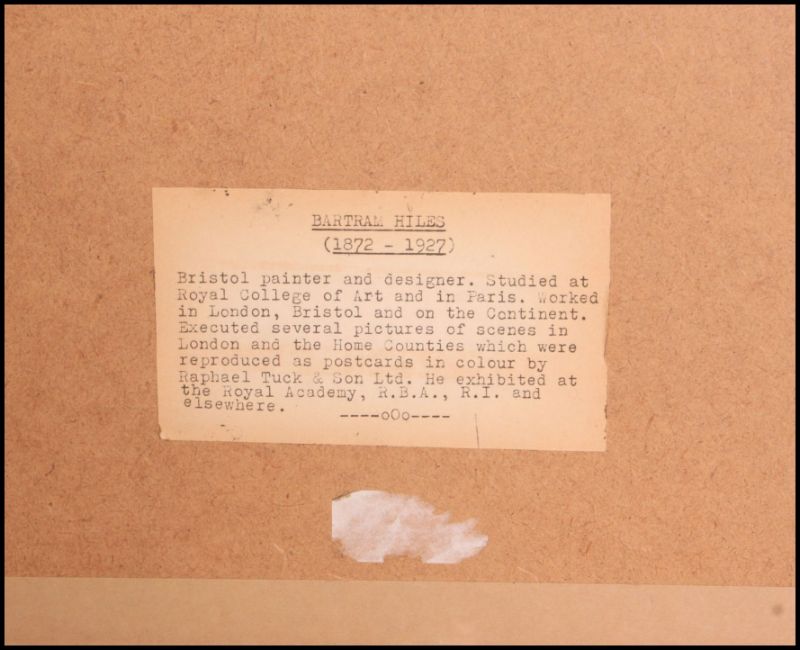 BARTRAM HILES
(1872 - 1927)
Bristol painter and designer. Studied at
Royal College of Art and in Paris. Worked
in London, Bristol and on the Continent.
Executed several pictures of scenes in
London and the Home Counties which were
reproduced as postcards in colour by
Raphael Tuck & Son Ltd. He exhibited at
the Royal Academy, R.B.A., R.I. and
elsewhere.
----oOo----